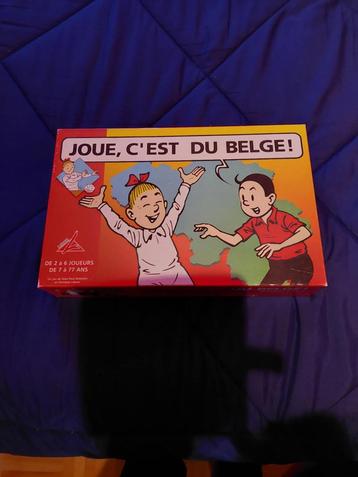 JOUE, C'EST DU BELGE!
DE 2 à 6 JOUEURS
DE 7 à 77 ANS